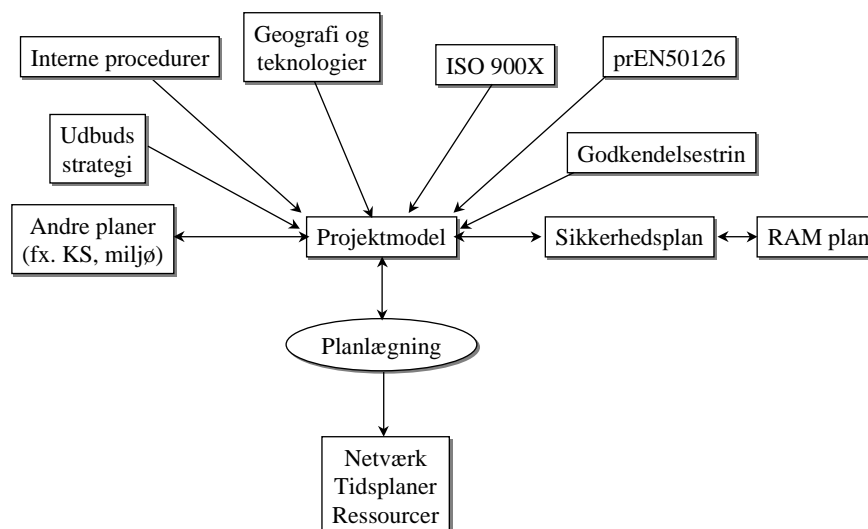 Interne procedurer
Geografi og
teknologier
ISO 900X
prEN50126
Udbuds
strategi
Godkendelsestrin
Andre planer
(fx. KS, miljø)
Projektmodel
Sikkerhedsplan
RAM plan
Planlægning
Netværk
Tidsplaner
Ressourcer